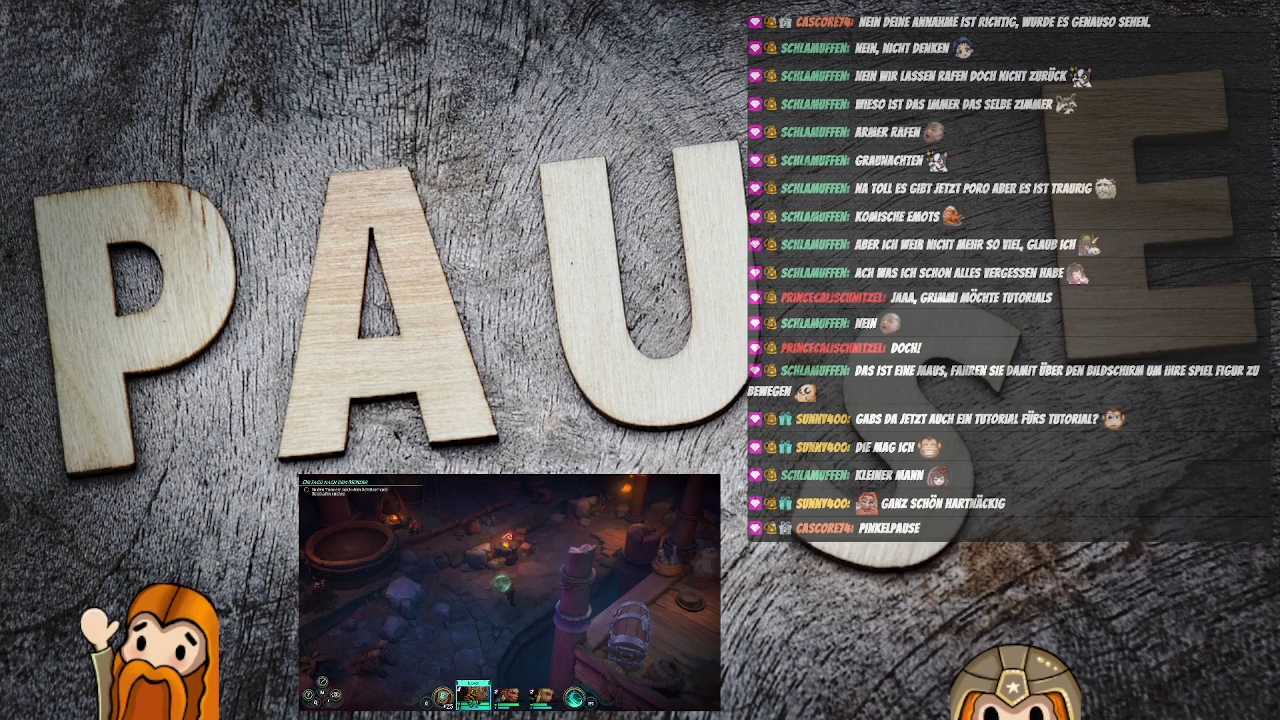 PAUSE
CASCORE74: NEIN DEINE ANNAHME IST RICHTIG, WURDE ES GENAUSO SEHEN.
SCHLAMUFFEN: NEIN, NICHT DENKEN
SCHLAMUFFEN: NEIN WIR LASSEN RAFEN DOCH NICHT ZURÜCK
SCHLAMUFFEN: WIESO IST DAS IMMER DAS SELBE ZIMMER
SCHLAMUFFEN: ARMER RAFEN
SCHLAMUFFEN: GRAUNACHTEN
SCHLAMUFFEN: NA TOLL ES GIBT JETZT PORO ABER ES IST TRAURIG
SCHLAMUFFEN: KOMISCHE EMOTS
SCHLAMUFFEN: ABER ICH WEIR NICHT MEHR SO VIEL, GLAUB ICH
SCHLAMUFFEN: ACH WAS ICH SCHON ALLES VERGESSEN HABE
PRINCECALISCHNITZEL: JAAA, GRIMMI MÖCHTE TUTORIALS
SCHLAMUFFEN: NEIN
PRINCECALISCHNITZEL: DOCH!
SCHLAMUFFEN: DAS IST EINE MAUS, FAHREN SIE DAMIT ÜBER DEN BILDSCHIRM UM IHRE SPIEL FIGUR ZU
BEWEGEN
SUNNY400: GABS DA JETZT AUCH EIN TUTORIAL FÜRS TUTORIAL?
SUNNY400: DIE MAG ICH
SCHLAMUFFEN: KLEINER MANN
SUNNY400: GANZ SCHÖN HARTNÄCKIG
CASCORE74: PINKELPAUSE